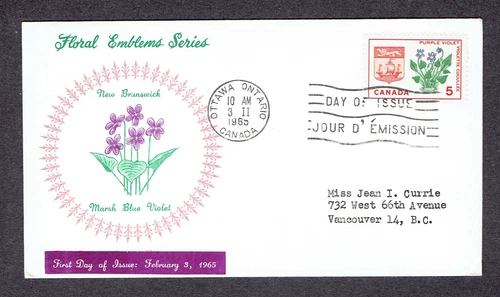 Floral Emblems Series
New Brunswick
Marsh Blue Violet
First Day of Issue: February 3, 1965
OTTAWA ONTARIO
10 AM
3 II
1965
CANADA
PURPLE VIOLET
VIOLETTE CUCULLÉE
CANADA 5
DAY OF ISSUE
JOUR D'ÉMISSION
Miss Jean I. Currie
732 West 66th Avenue
Vancouver 14, B.C.